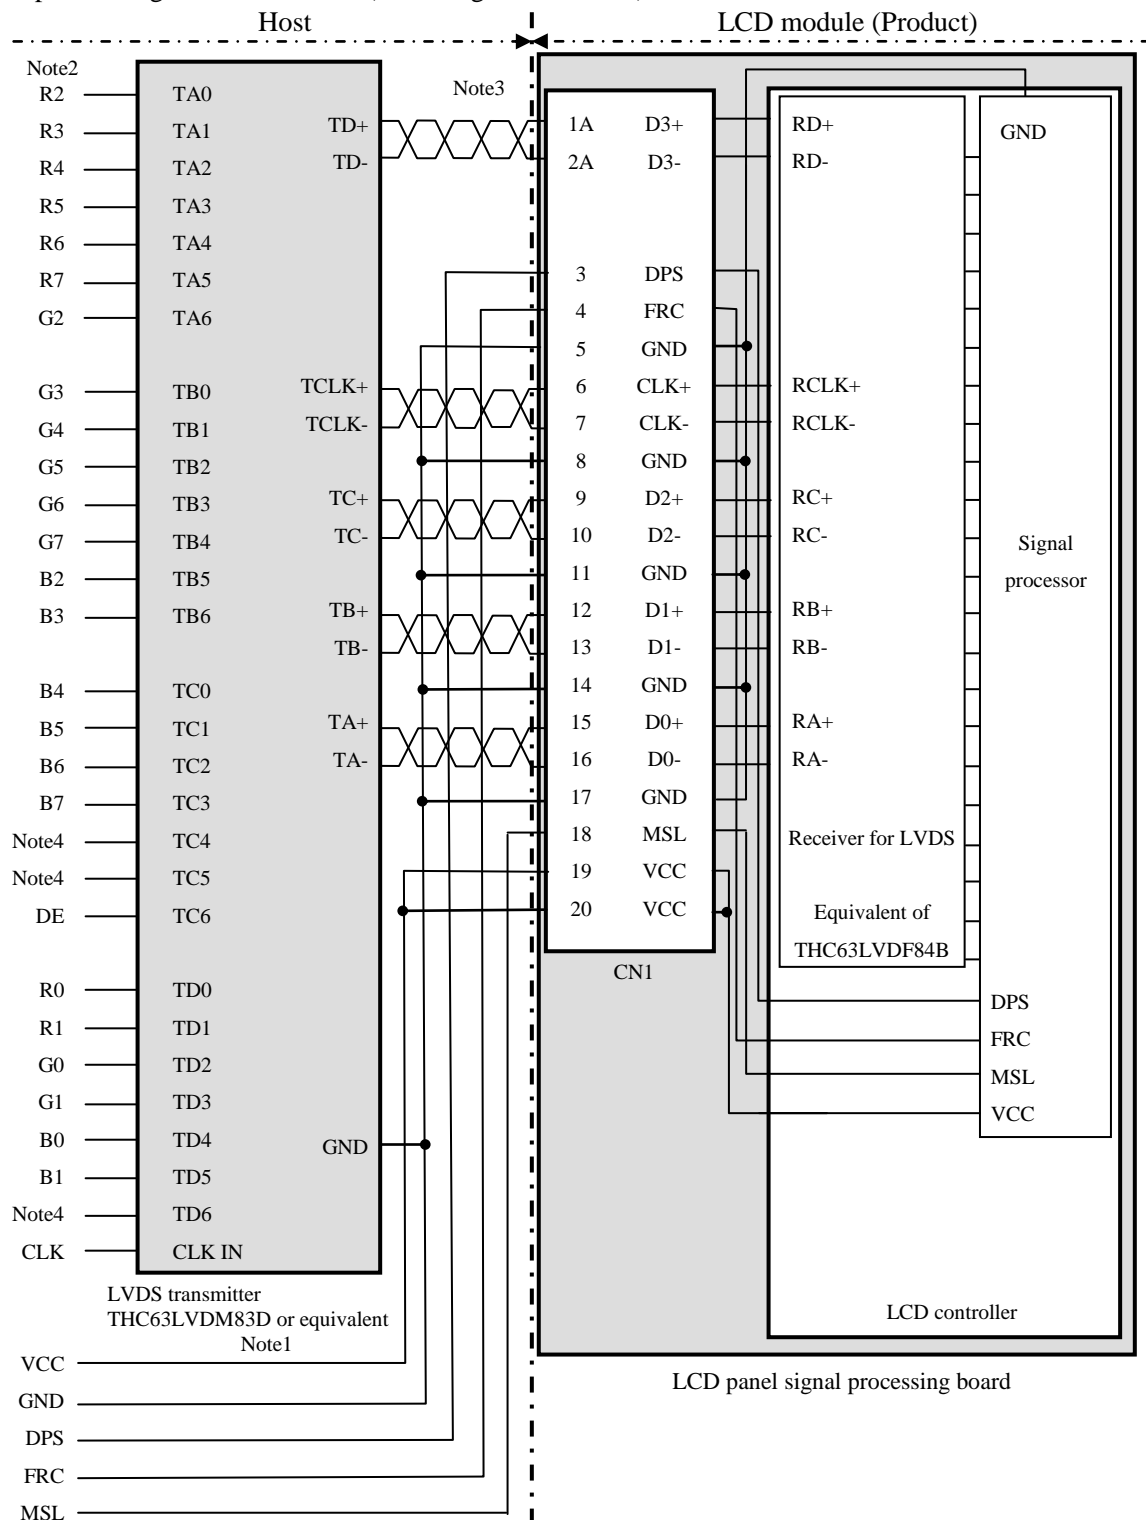 Host
LCD module (Product)
Note2
R2 TA0
R3 TA1
R4 TA2
R5 TA3
R6 TA4
R7 TA5
G2 TA6
G3 TB0
G4 TB1
G5 TB2
G6 TB3
G7 TB4
B2 TB5
B3 TB6
B4 TC0
B5 TC1
B6 TC2
B7 TC3
Note4 TC4
Note4 TC5
DE TC6
R0 TD0
R1 TD1
G0 TD2
G1 TD3
B0 TD4
B1 TD5
Note4 TD6
CLK CLK IN
TD+
TD-
TCLK+
TCLK-
TC+
TC-
TB+
TB-
TA+
TA-
GND
LVDS transmitter
THC63LVDM83D or equivalent
Note1
VCC
GND
DPS
FRC
MSL
Note3
1A D3+
2A D3-
3 DPS
4 FRC
5 GND
6 CLK+
7 CLK-
8 GND
9 D2+
10 D2-
11 GND
12 D1+
13 D1-
14 GND
15 D0+
16 D0-
17 GND
18 MSL
19 VCC
20 VCC
CN1
RD+
RD-
RCLK+
RCLK-
RC+
RC-
RB+
RB-
RA+
RA-
Receiver for LVDS
Equivalent of
THC63LVDF84B
GND
Signal
processor
DPS
FRC
MSL
VCC
LCD controller
LCD panel signal processing board